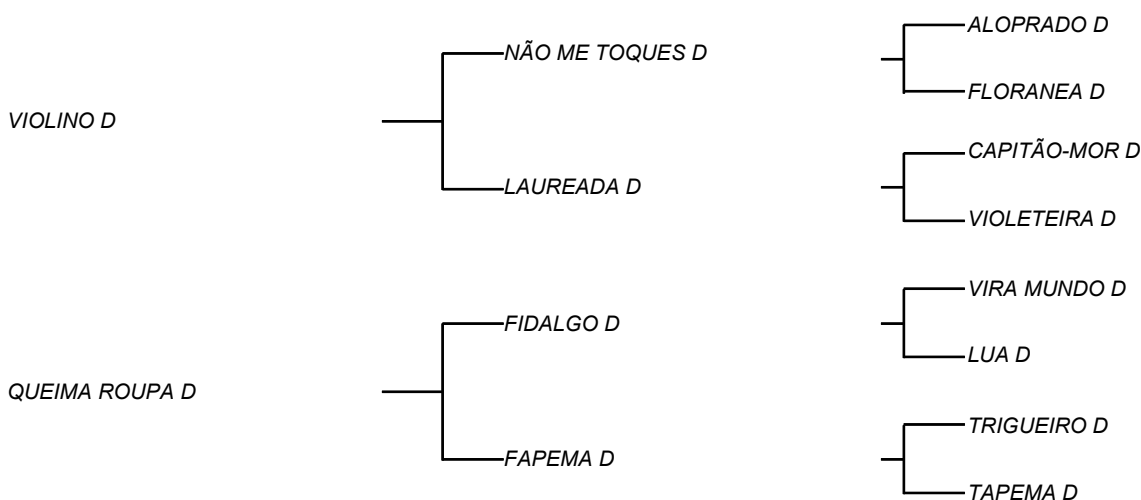 ALOPRADO D
NÃO ME TOQUES D
FLORANEA D
VIOLINO D
CAPITÃO-MOR D
LAUREADA D
VIOLETEIRA D
VIRA MUNDO D
FIDALGO D
LUA D
QUEIMA ROUPA D
TRIGUEIRO D
FAPEMA D
TAPEMA D